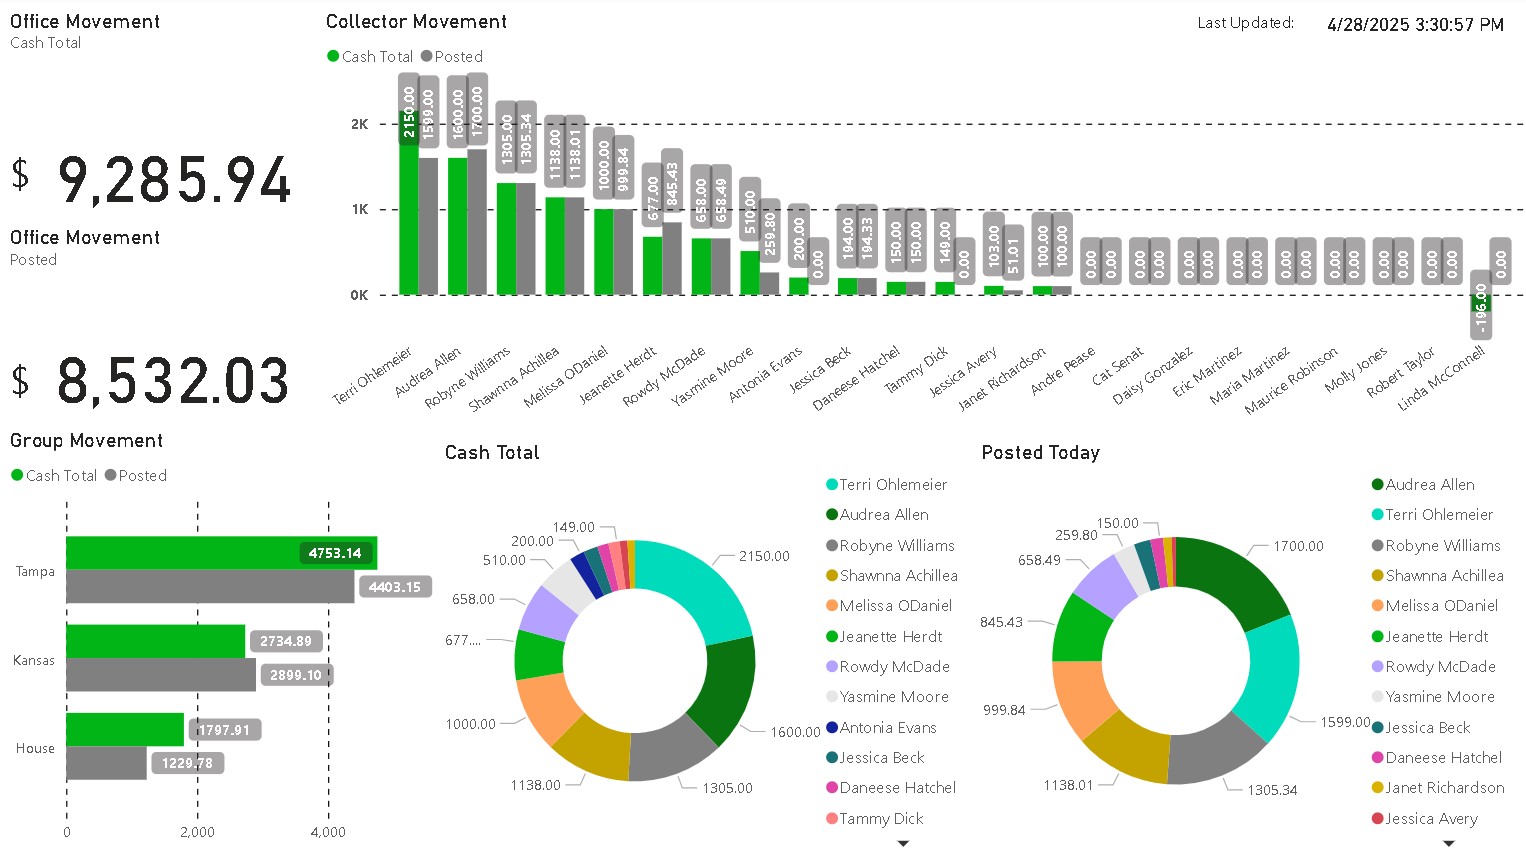 Office Movement
Cash Total
$ 9,285.94
Office Movement
Posted
$ 8,532.03
Collector Movement
Last Updated: 4/28/2025 3:30:57 PM
Cash Total Posted
2K
1K
0K
2150.00 1599.00 1600.00 1700.00 1305.00 1305.34 1138.00 1138.01 1000.00 999.84 677.00 845.43 658.00 658.49 510.00 259.80 200.00 0.00 194.00 194.33 150.00 150.00 149.00 0.00 103.00 51.01 100.00 100.00 0.00 0.00 0.00 0.00 0.00 0.00 0.00 0.00 0.00 0.00 0.00 0.00 0.00 0.00 0.00 0.00 -196.00 0.00
Terri Ohlemeier
Audrea Allen
Robyne Williams
Shawnna Achillea
Melissa ODaniel
Jeanette Herdt
Rowdy McDade
Yasmine Moore
Antonia Evans
Jessica Beck
Daneese Hatchel
Tammy Dick
Jessica Avery
Janet Richardson
Andre Pease
Cat Senat
Daisy Gonzalez
Eric Martinez
Maria Martinez
Maurice Robinson
Molly Jones
Robert Taylor
Linda McConnell
Group Movement
Cash Total Posted
Tampa
4753.14
4403.15
Kansas
2734.89
2899.10
House
1797.91
1229.78
0 2,000 4,000
Cash Total
149.00
200.00
510.00
658.00
677....
1000.00
1138.00
1305.00
1600.00
2150.00
Terri Ohlemeier
Audrea Allen
Robyne Williams
Shawnna Achillea
Melissa ODaniel
Jeanette Herdt
Rowdy McDade
Yasmine Moore
Antonia Evans
Jessica Beck
Daneese Hatchel
Tammy Dick
Posted Today
150.00
259.80
658.49
845.43
999.84
1138.01
1305.34
1599.00
1700.00
Audrea Allen
Terri Ohlemeier
Robyne Williams
Shawnna Achillea
Melissa ODaniel
Jeanette Herdt
Rowdy McDade
Yasmine Moore
Jessica Beck
Daneese Hatchel
Janet Richardson
Jessica Avery